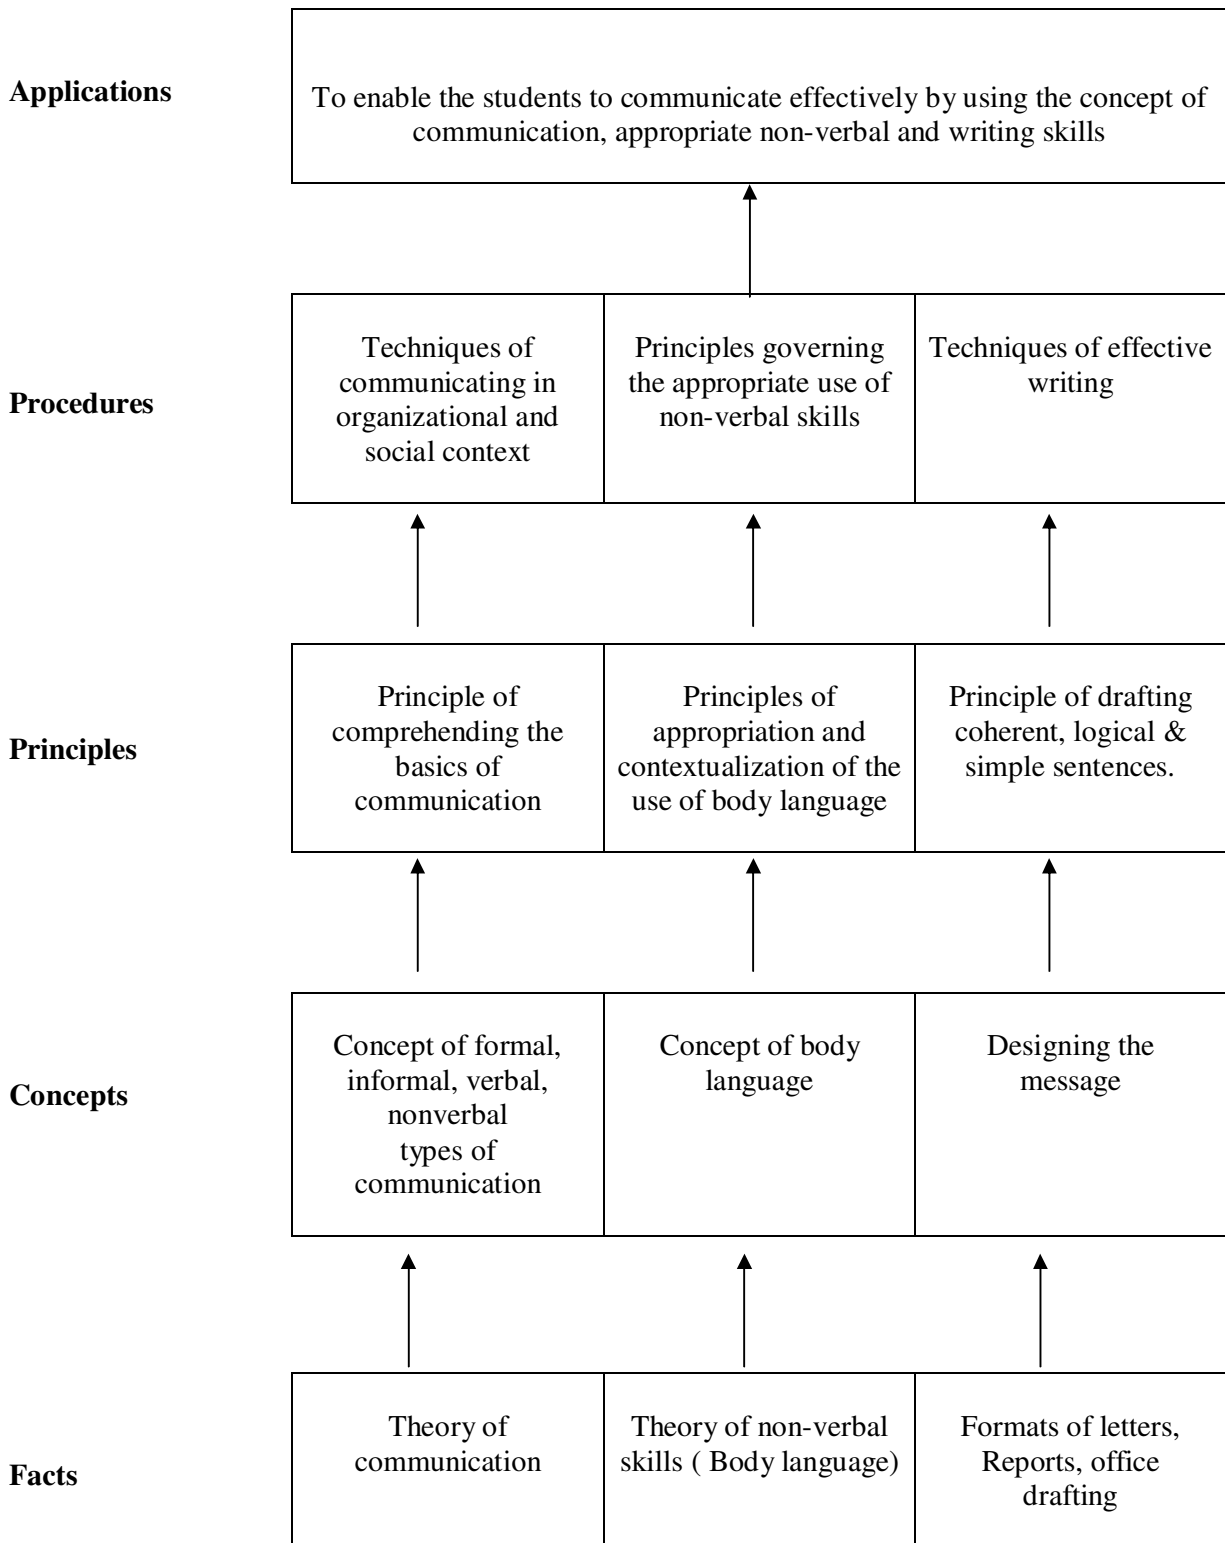 Applications
To enable the students to communicate effectively by using the concept of
communication, appropriate non-verbal and writing skills
Procedures
Techniques of
communicating in
organizational and
social context
Principles governing
the appropriate use of
non-verbal skills
Techniques of effective
writing
Principles
Principle of
comprehending the
basics of
communication
Principles of
appropriation and
contextualization of the
use of body language
Principle of drafting
coherent, logical &
simple sentences.
Concepts
Concept of formal,
informal, verbal,
nonverbal
types of
communication
Concept of body
language
Designing the
message
Facts
Theory of
communication
Theory of non-verbal
skills ( Body language)
Formats of letters,
Reports, office
drafting